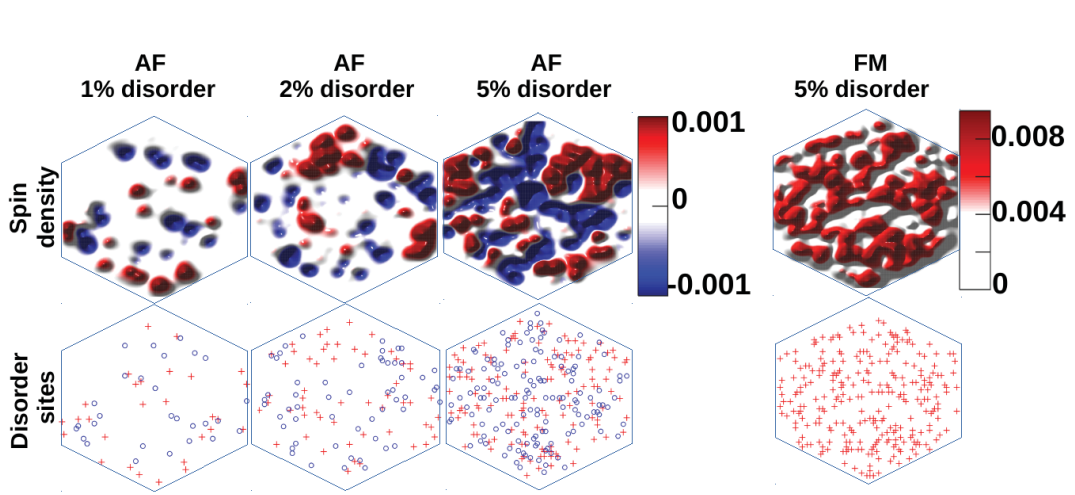 AF
1% disorder
AF
2% disorder
AF
5% disorder
FM
5% disorder
Spin
density
0.001
0
-0.001
0.008
0.004
0
Disorder
sites